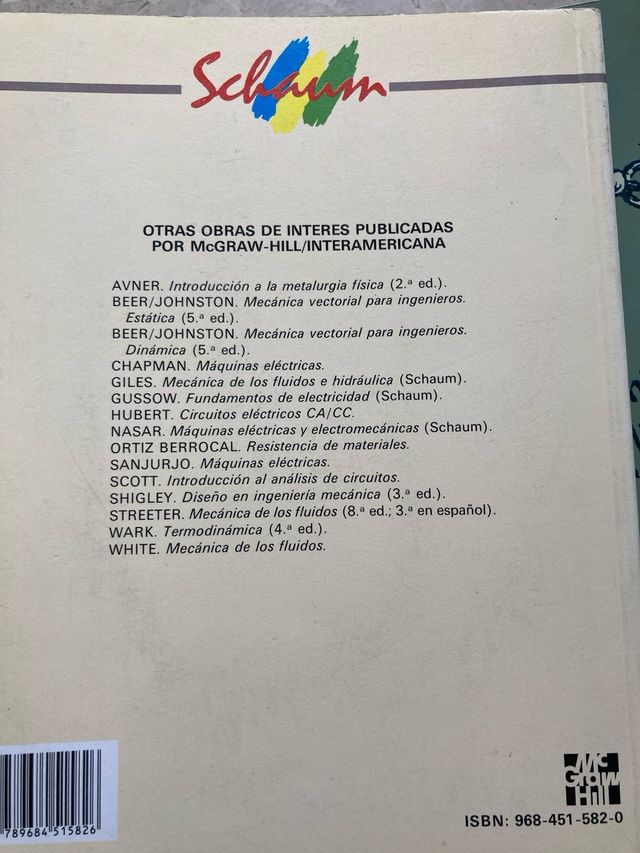 Schaum
OTRAS OBRAS DE INTERES PUBLICADAS
POR McGRAW-HILL/INTERAMERICANA
AVNER. Introducción a la metalurgia física (2.ª ed.).
BEER/JOHNSTON. Mecánica vectorial para ingenieros.
Estática (5.ª ed.).
BEER/JOHNSTON. Mecánica vectorial para ingenieros.
Dinámica (5.ª ed.).
CHAPMAN. Máquinas eléctricas.
GILES. Mecánica de los fluidos e hidráulica (Schaum).
GUSSOW. Fundamentos de electricidad (Schaum).
HUBERT. Circuitos eléctricos CA/CC.
NASAR. Máquinas eléctricas y electromecánicas (Schaum).
ORTIZ BERROCAL. Resistencia de materiales.
SANJURJO. Máquinas eléctricas.
SCOTT. Introducción al análisis de circuitos.
SHIGLEY. Diseño en ingeniería mecánica (3.ª ed.).
STREETER. Mecánica de los fluidos (8.ª ed.; 3.ª en español).
WARK. Termodinámica (4.ª ed.).
WHITE. Mecánica de los fluidos.
Mc
Graw
Hill
ISBN: 968-451-582-0
789684 515826